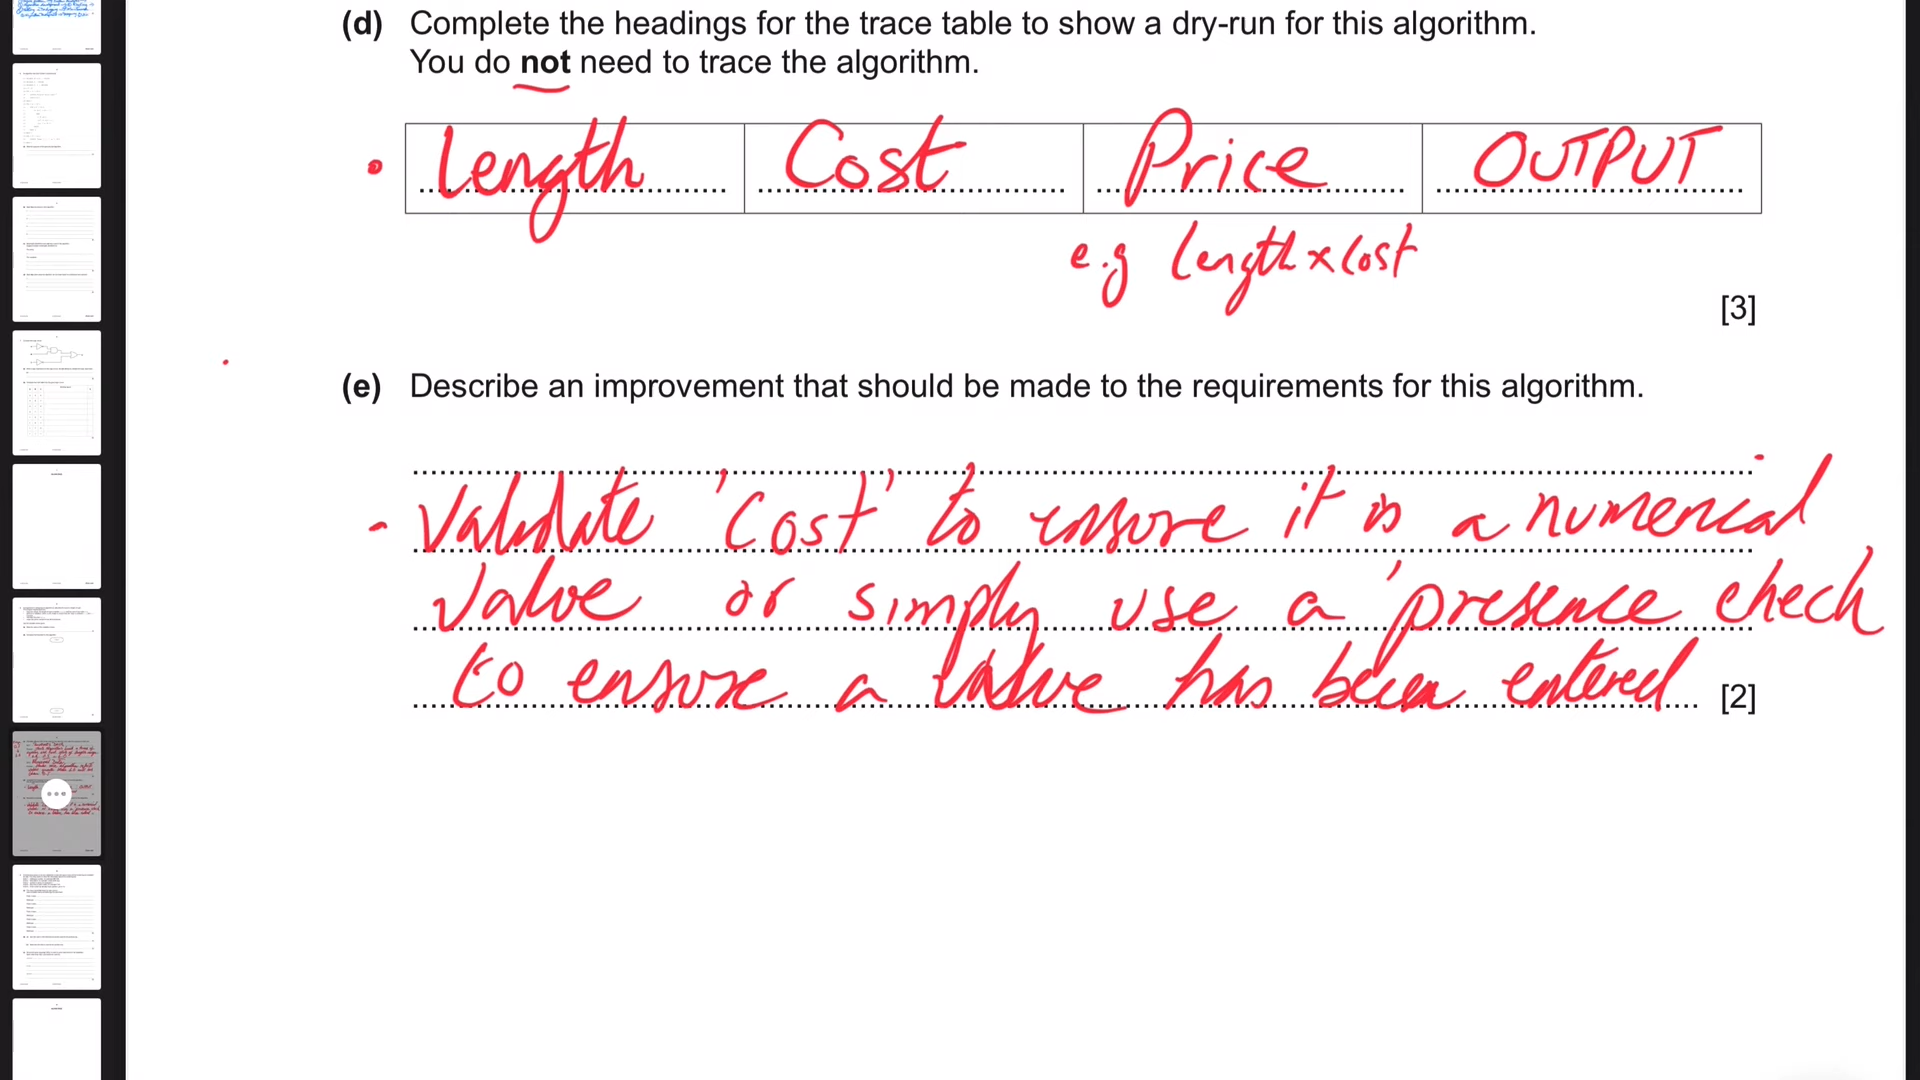 (d) Complete the headings for the trace table to show a dry-run for this algorithm.
You do not need to trace the algorithm.
Length Cost Price OUTPUT
e.g length x cost
[3]
(e) Describe an improvement that should be made to the requirements for this algorithm.
- Validate 'cost' to ensure it is a numerical
value or simply use a 'presence check
to ensure a value has been entered [2]